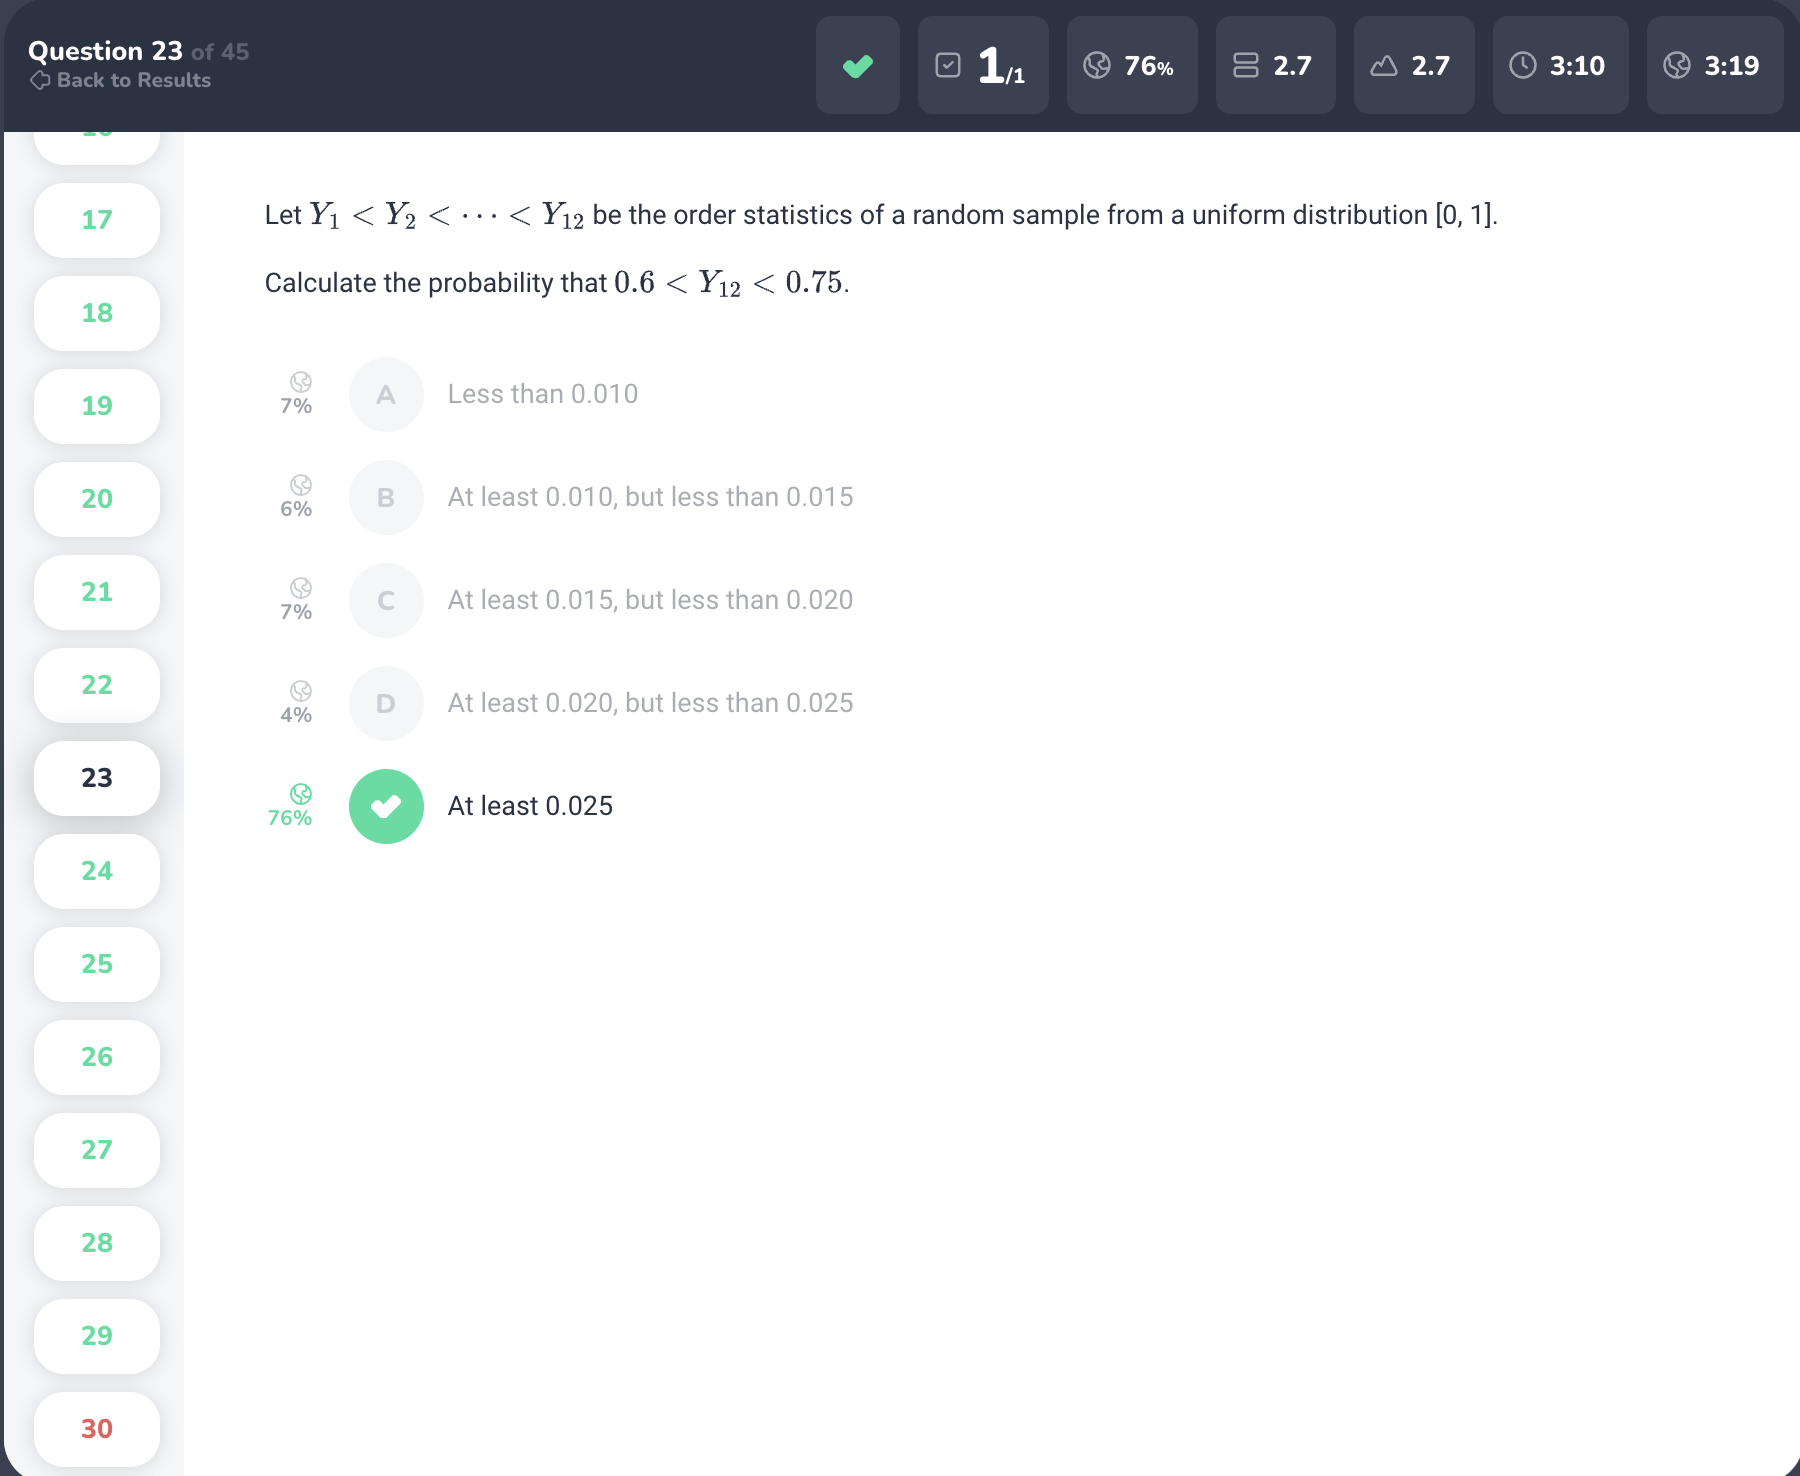 Question 23 of 45
Back to Results
1/1
76%
2.7
2.7
3:10
3:19
17
18
19
20
21
22
23
24
25
26
27
28
29
30
Let Y₁ < Y₂ < ⋯ < Y₁₂ be the order statistics of a random sample from a uniform distribution [0, 1].
Calculate the probability that 0.6 < Y₁₂ < 0.75.
7% A Less than 0.010
6% B At least 0.010, but less than 0.015
7% C At least 0.015, but less than 0.020
4% D At least 0.020, but less than 0.025
76% At least 0.025